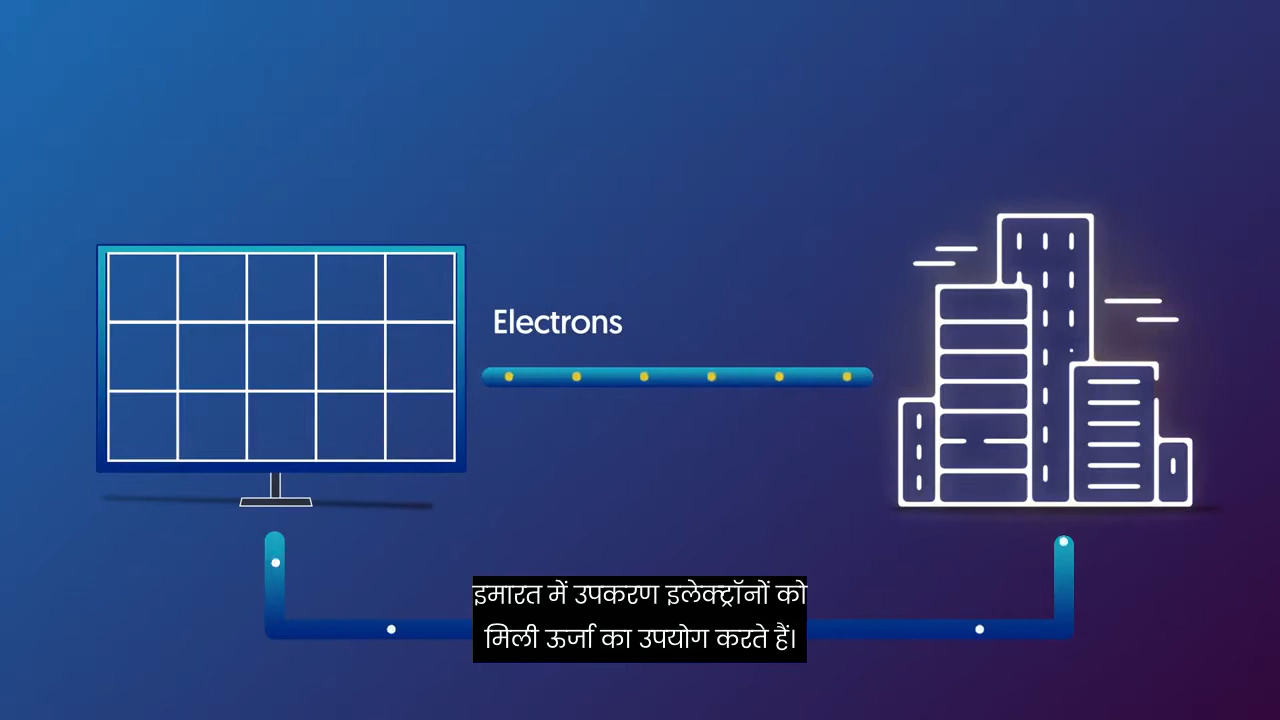 Electrons
इमारत में उपकरण इलेक्ट्रॉनों को
मिली ऊर्जा का उपयोग करते हैं।